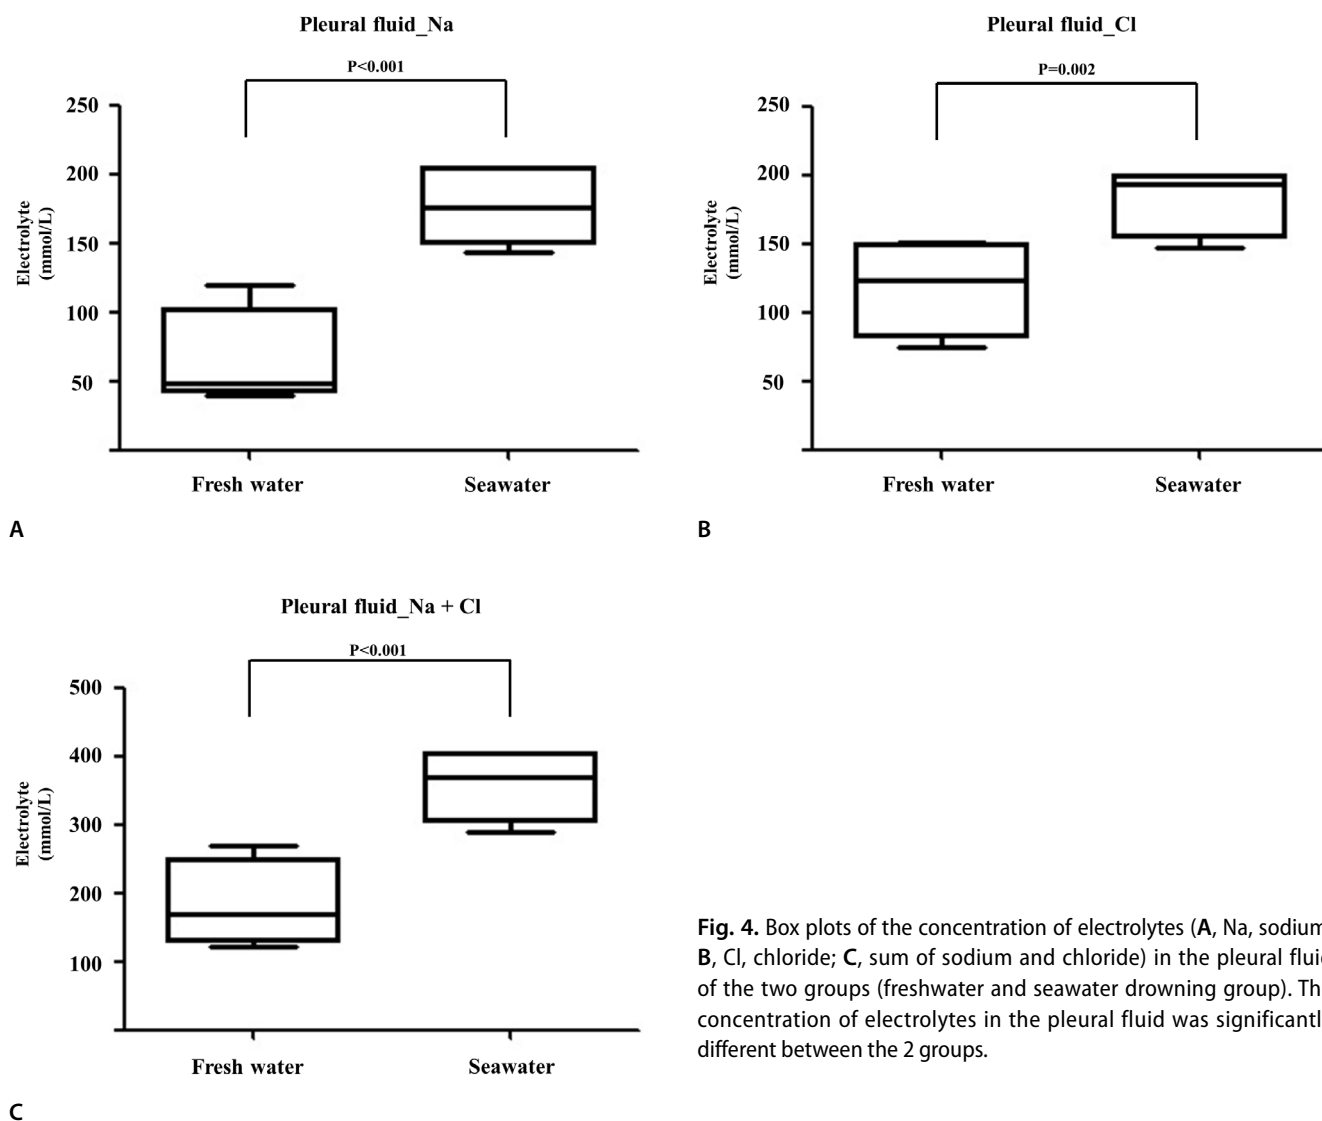 Pleural fluid_Na
P<0.001
250
200
150
100
50
Electrolyte
(mmol/L)
Fresh water
Seawater
A
Pleural fluid_Cl
P=0.002
250
200
150
100
50
Electrolyte
(mmol/L)
Fresh water
Seawater
B
Pleural fluid_Na + Cl
P<0.001
500
400
300
200
100
Electrolyte
(mmol/L)
Fresh water
Seawater
C
Fig. 4. Box plots of the concentration of electrolytes (A, Na, sodium
B, Cl, chloride; C, sum of sodium and chloride) in the pleural flui
of the two groups (freshwater and seawater drowning group). Th
concentration of electrolytes in the pleural fluid was significantl
different between the 2 groups.